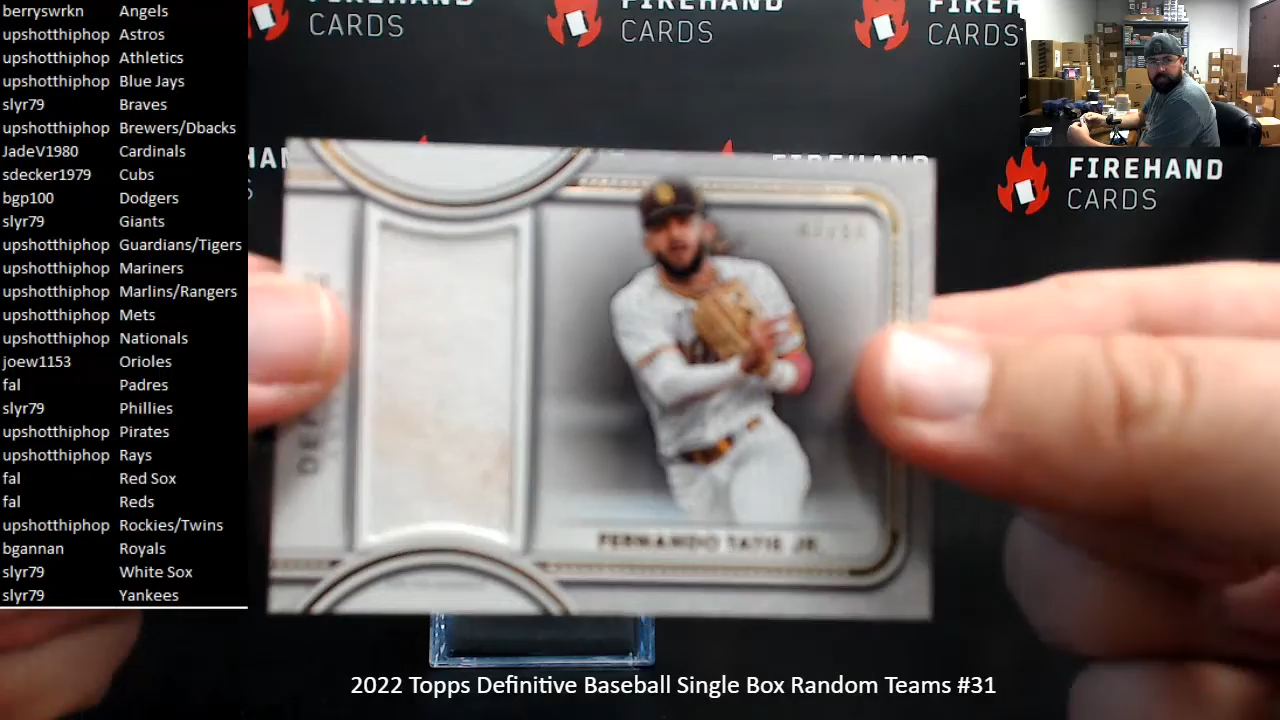 berryswrkn Angels
upshotthiphop Astros
upshotthiphop Athletics
upshotthiphop Blue Jays
slyr79 Braves
upshotthiphop Brewers/Dbacks
JadeV1980 Cardinals
sdecker1979 Cubs
bgp100 Dodgers
slyr79 Giants
upshotthiphop Guardians/Tigers
upshotthiphop Mariners
upshotthiphop Marlins/Rangers
upshotthiphop Mets
upshotthiphop Nationals
joew1153 Orioles
fal Padres
slyr79 Phillies
upshotthiphop Pirates
upshotthiphop Rays
fal Red Sox
fal Reds
upshotthiphop Rockies/Twins
bgannan Royals
slyr79 White Sox
slyr79 Yankees
CARDS
CARDS
CARDS
FIREHAND
CARDS
FERNANDO TATIS JR.
2022 Topps Definitive Baseball Single Box Random Teams #31